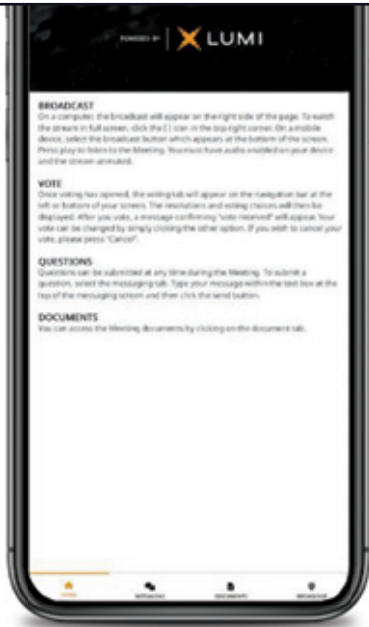 POWERED BY LUMI
BROADCAST
On a computer, the broadcast will appear on the right side of the page. To watch
the stream in full screen, click the [ ] icon in the top right corner. On a mobile
device, select the broadcast button which appears at the bottom of the screen.
Press play to listen to the Meeting. You must have audio enabled on your device
and the stream unmuted.
VOTE
Once voting has opened, the voting tab will appear on the navigation bar at the
left or bottom of your screen. The resolutions and voting choices will then be
displayed. After you vote, a message confirming "vote received" will appear. Your
vote can be changed by simply clicking the other option. If you wish to cancel your
vote, please press "Cancel".
QUESTIONS
Questions can be submitted at any time during the Meeting. To submit a
question, select the messaging tab. Type your message within the text box at the
top of the messaging screen and then click the send button.
DOCUMENTS
You can access the Meeting documents by clicking on the document tab.
HOME MESSAGING DOCUMENTS BROADCAST